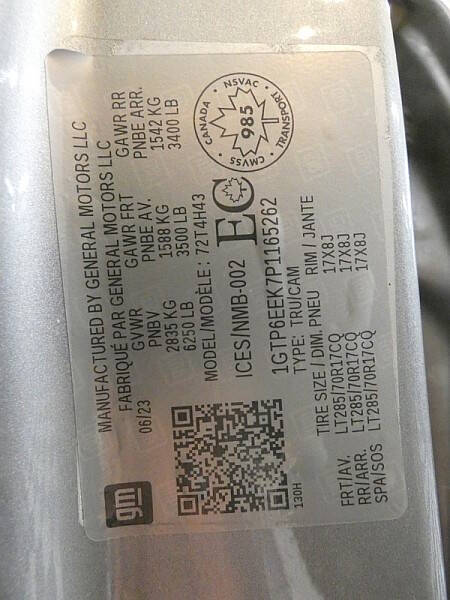 gm
MANUFACTURED BY GENERAL MOTORS LLC
FABRIQUÉ PAR GENERAL MOTORS LLC
06/23 GVWR GAWR FRT GAWR RR
PNBV PNBE AV. PNBE ARR.
2835 KG 1588 KG 1542 KG
6250 LB 3500 LB 3400 LB
MODEL/MODÈLE: 72T4H43
ICES/NMB-002 EC
CANADA • NSVAC • TRANSPORT • CMVSS •
985
1GTP6EEK7P1165262
TYPE: TRU/CAM
130H
TIRE SIZE / DIM. PNEU RIM / JANTE
FRT/AV. LT285/70R17CQ 17X8J
RR/ARR. LT285/70R17CQ 17X8J
SPA/SOS LT285/70R17CQ 17X8J